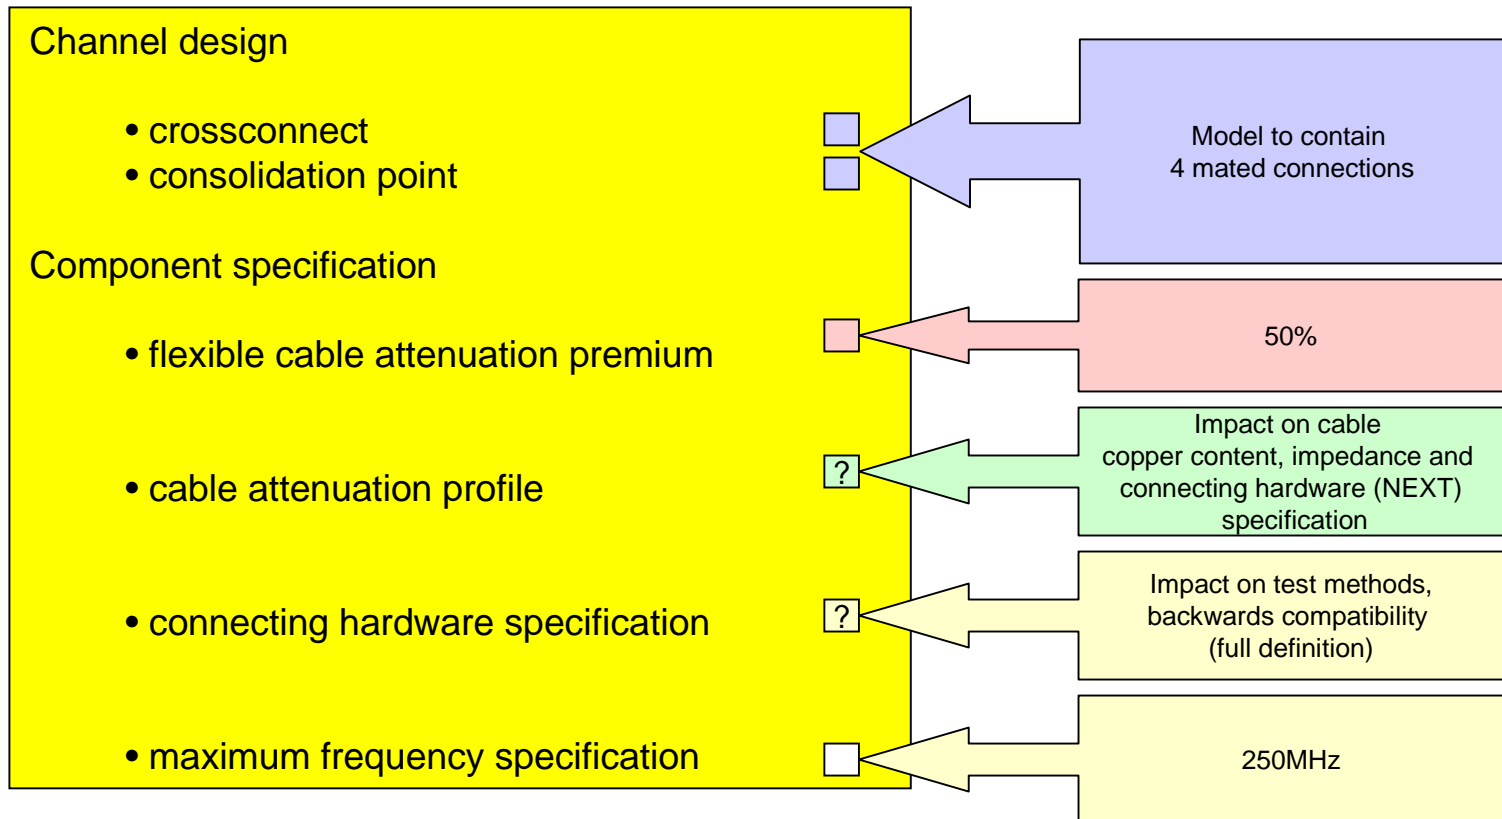 Channel design
• crossconnect
• consolidation point
Model to contain
4 mated connections
Component specification
• flexible cable attenuation premium
50%
• cable attenuation profile
?
Impact on cable
copper content, impedance and
connecting hardware (NEXT)
specification
• connecting hardware specification
?
Impact on test methods,
backwards compatibility
(full definition)
• maximum frequency specification
250MHz